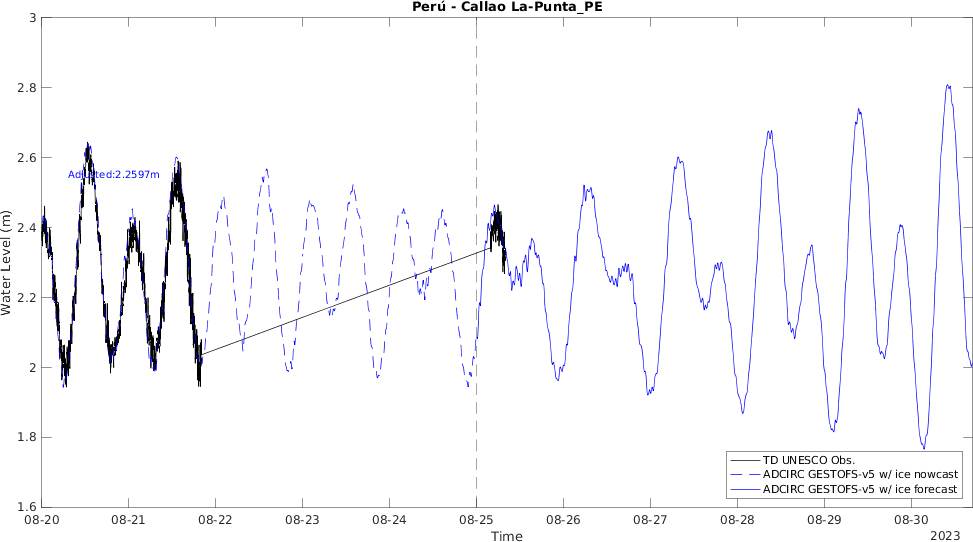 Perú - Callao La-Punta_PE
3
2.8
2.6
2.4
2.2
2
1.8
1.6
Water Level (m)
Adjusted:2.2597m
TD UNESCO Obs.
ADCIRC GESTOFS-v5 w/ ice nowcast
ADCIRC GESTOFS-v5 w/ ice forecast
08-20 08-21 08-22 08-23 08-24 08-25 08-26 08-27 08-28 08-29 08-30
Time
2023